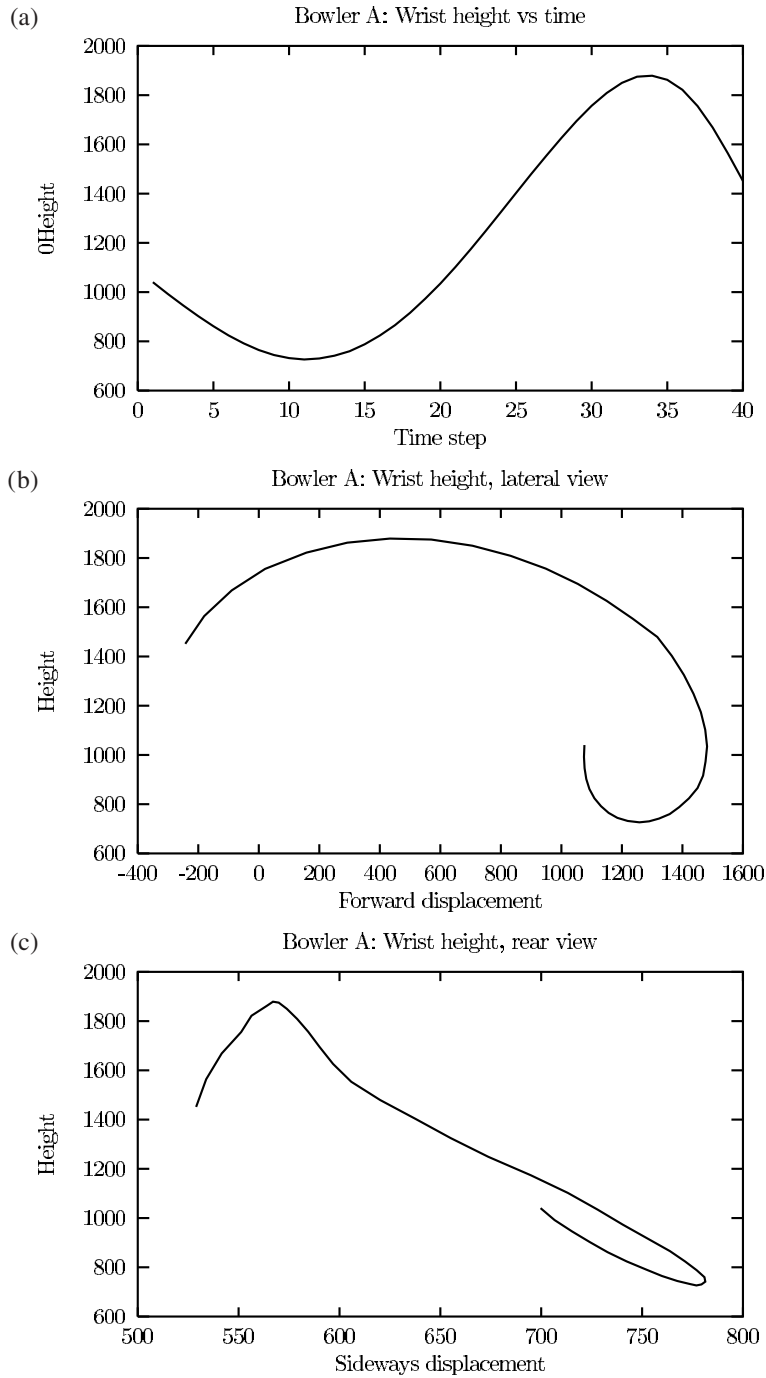 (a)
Bowler A: Wrist height vs time
2000
1800
1600
1400
1200
1000
800
600
0Height
0 5 10 15 20 25 30 35 40
Time step
(b)
Bowler A: Wrist height, lateral view
2000
1800
1600
1400
1200
1000
800
600
Height
-400 -200 0 200 400 600 800 1000 1200 1400 1600
Forward displacement
(c)
Bowler A: Wrist height, rear view
2000
1800
1600
1400
1200
1000
800
600
Height
500 550 600 650 700 750 800
Sideways displacement